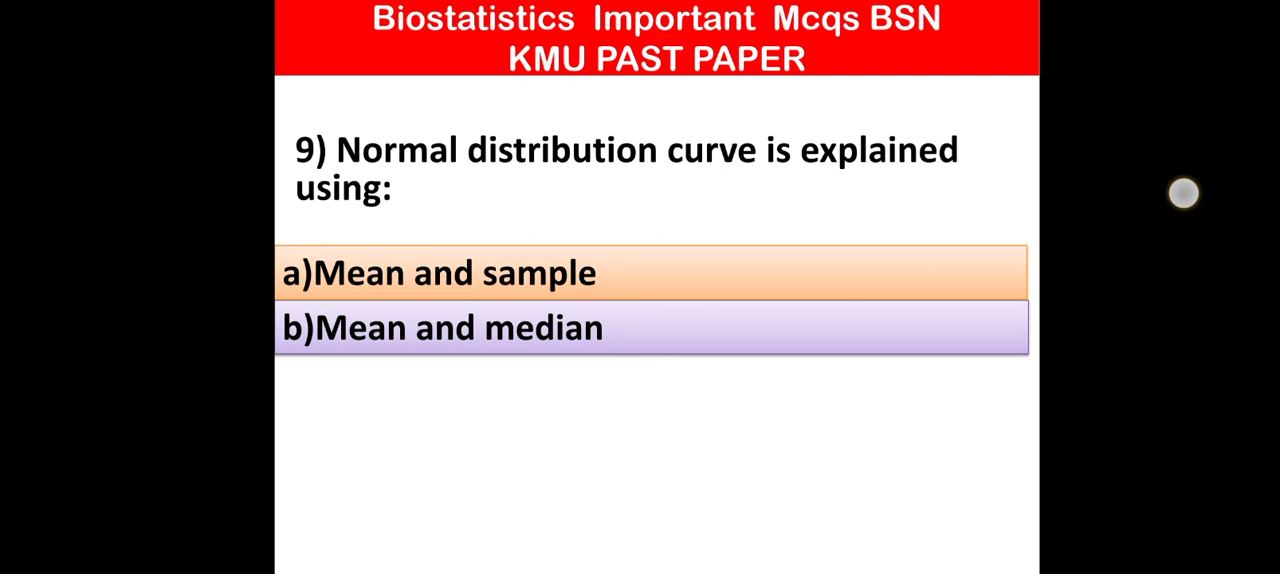 Biostatistics Important Mcqs BSN
KMU PAST PAPER
9) Normal distribution curve is explained
using:
a)Mean and sample
b)Mean and median